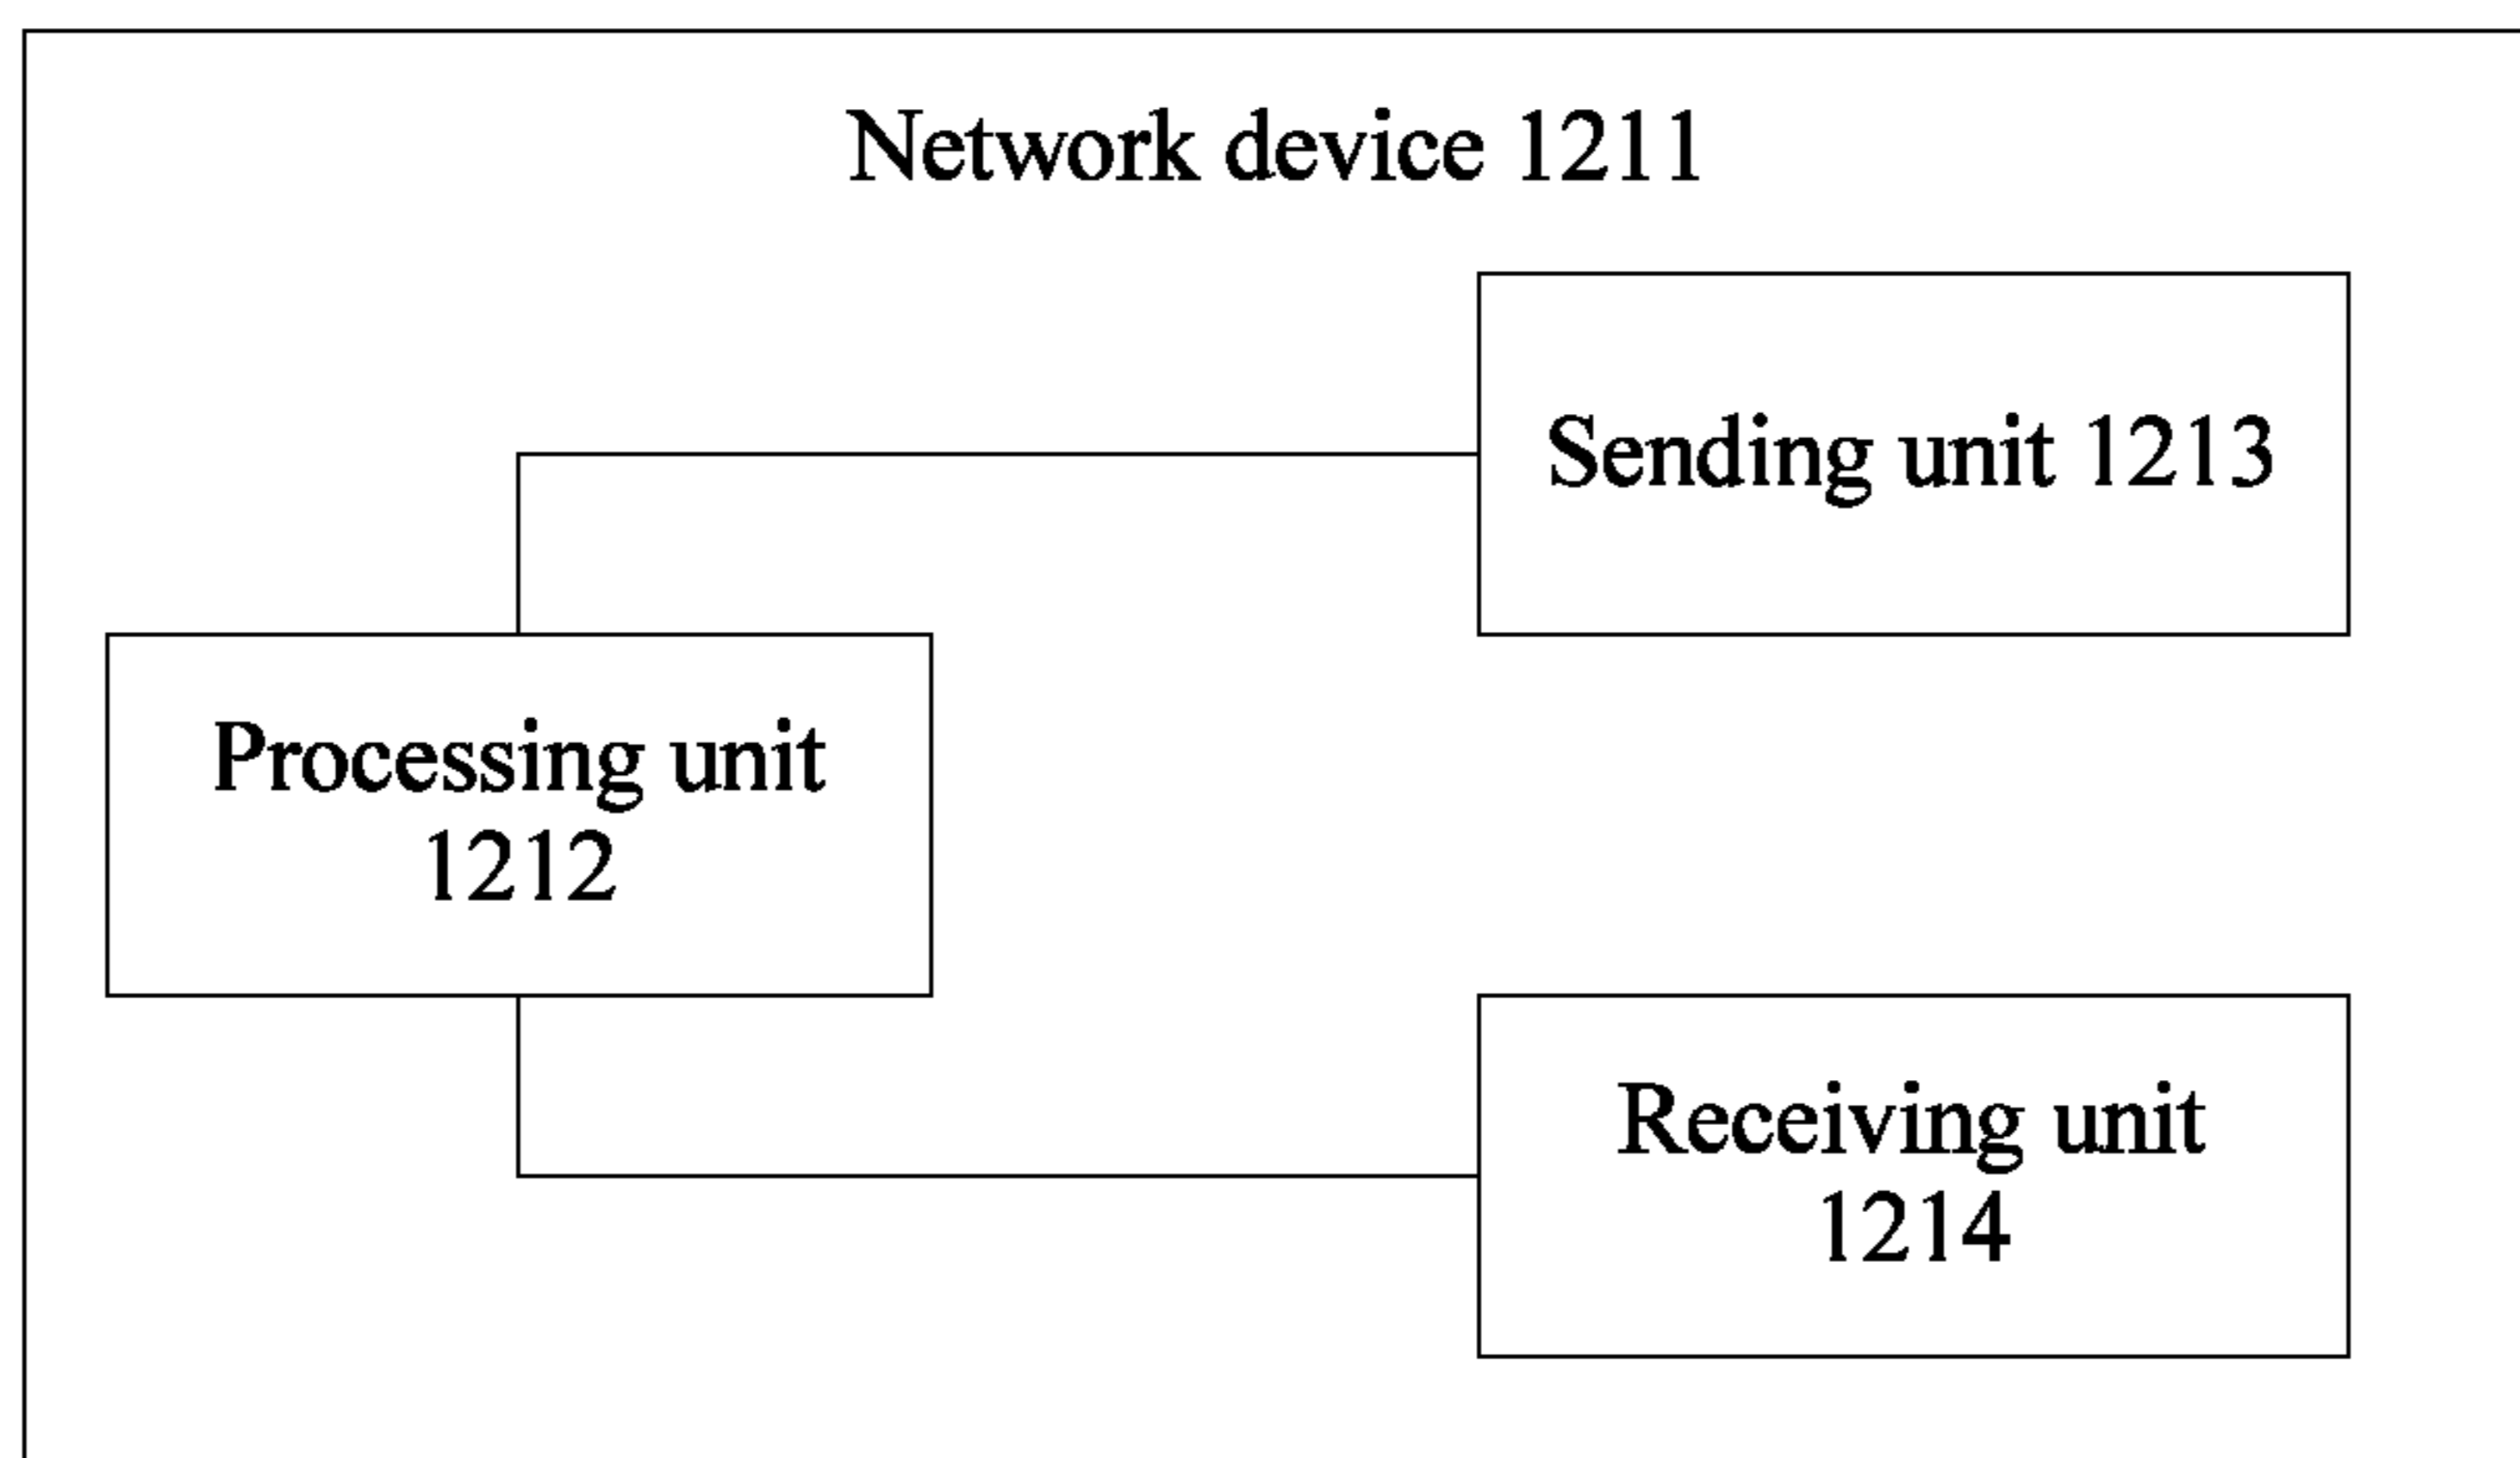 Network device 1211
Sending unit 1213
Processing unit
1212
Receiving unit
1214